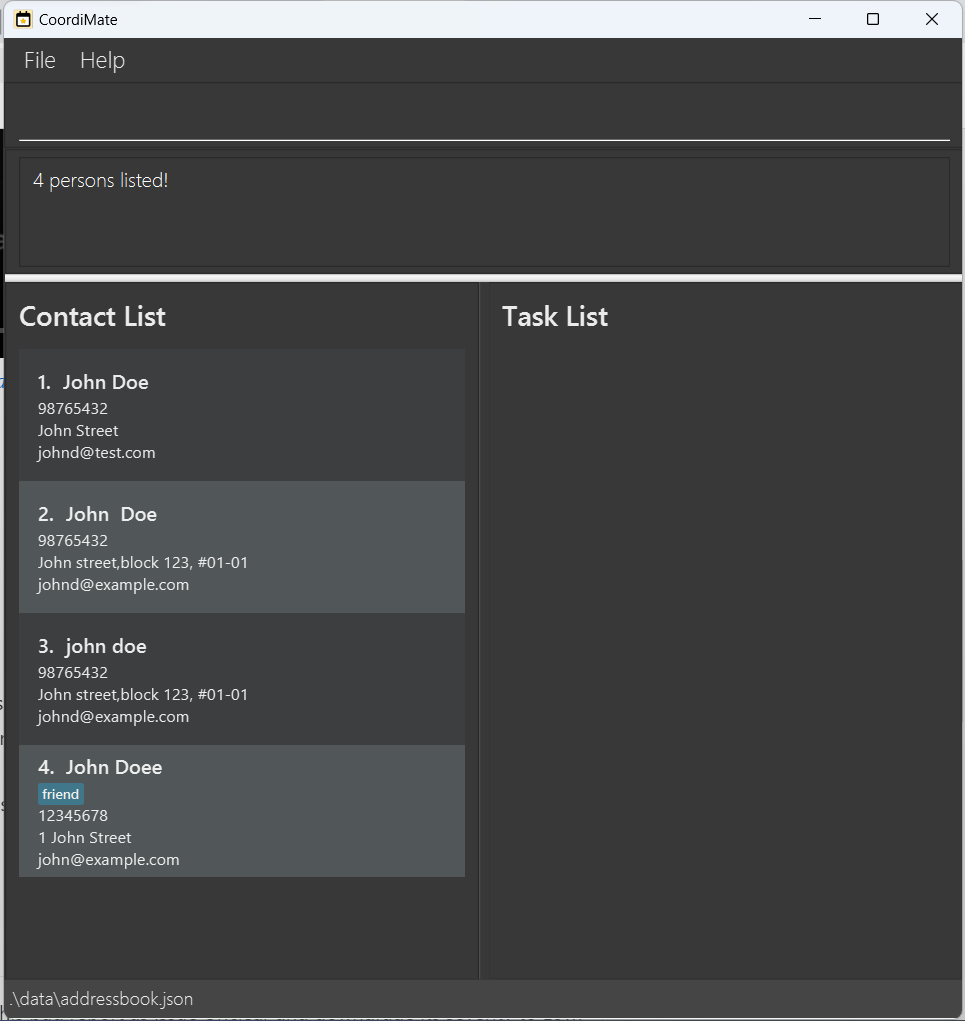 CoordiMate
File Help
4 persons listed!
Contact List
Task List
1. John Doe
98765432
John Street
johnd@test.com
2. John  Doe
98765432
John street,block 123, #01-01
johnd@example.com
3. john doe
98765432
John street,block 123, #01-01
johnd@example.com
4. John Doee
friend
12345678
1 John Street
john@example.com
.\data\addressbook.json